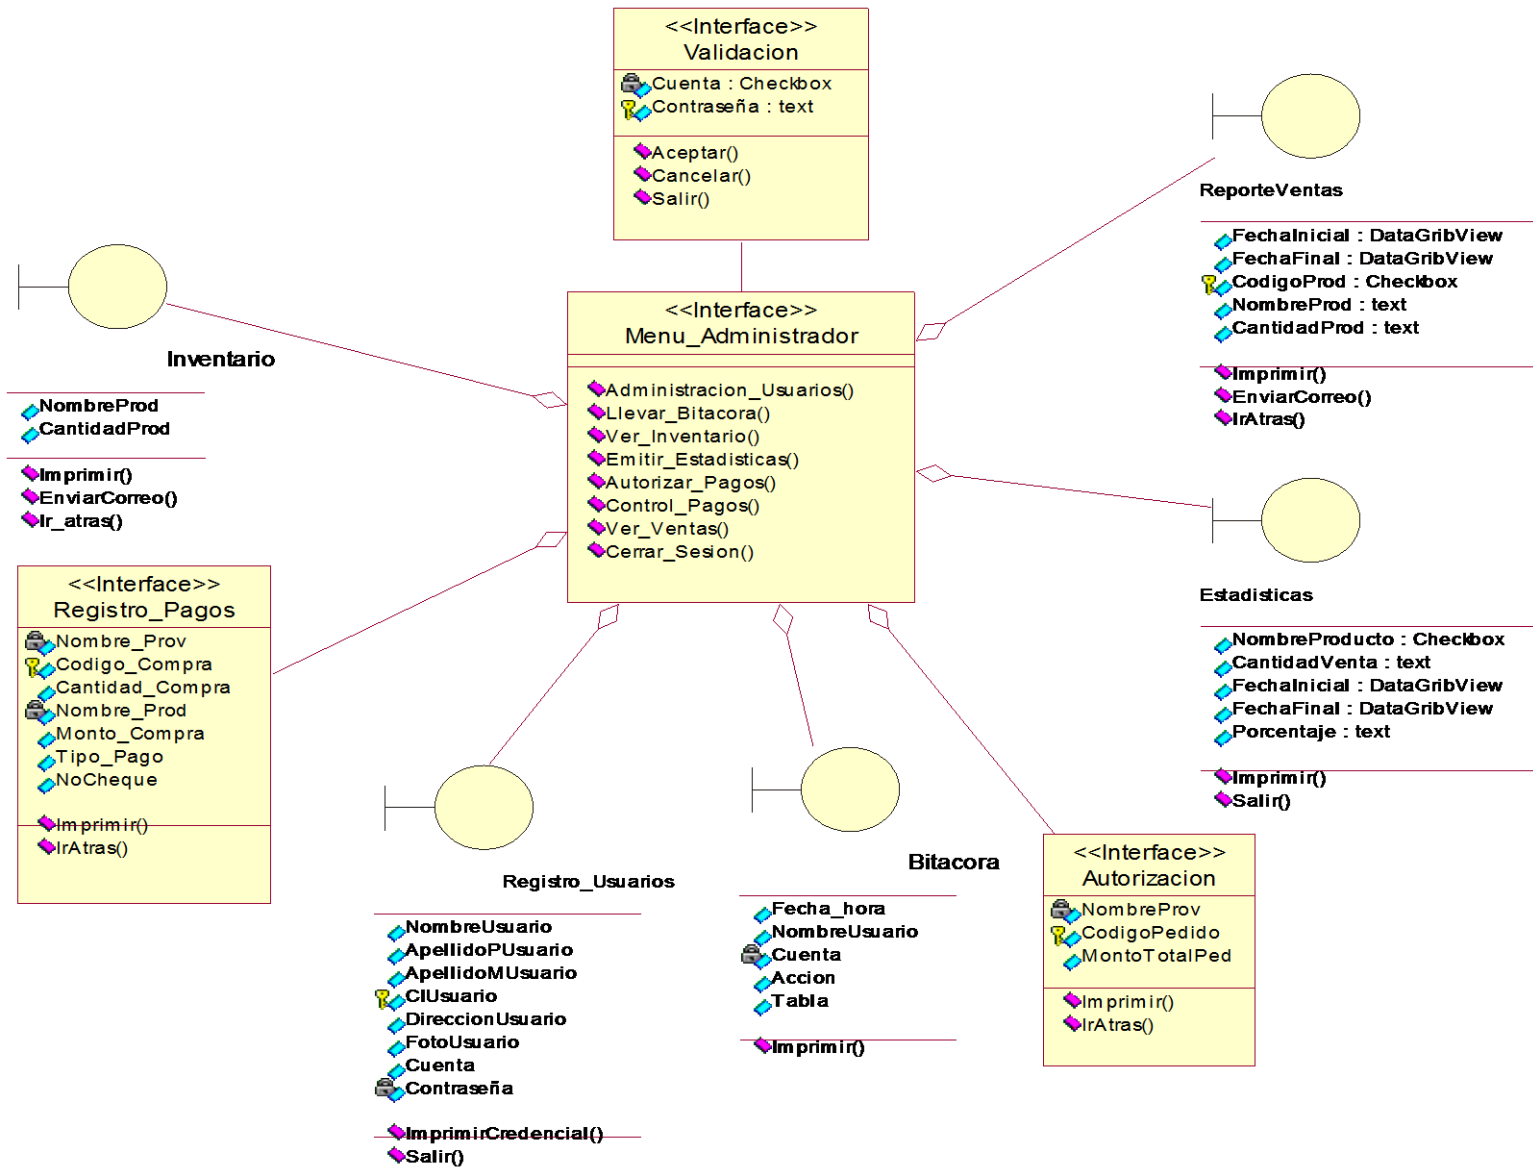 <<Interface>>
Validacion
Cuenta : Checkbox
Contraseña : text
Aceptar()
Cancelar()
Salir()
ReporteVentas
FechaInicial : DataGribView
FechaFinal : DataGribView
CodigoProd : Checkbox
NombreProd : text
CantidadProd : text
Imprimir()
EnviarCorreo()
IrAtras()
Inventario
NombreProd
CantidadProd
Imprimir()
EnviarCorreo()
Ir_atras()
<<Interface>>
Menu_Administrador
Administracion_Usuarios()
Llevar_Bitacora()
Ver_Inventario()
Emitir_Estadisticas()
Autorizar_Pagos()
Control_Pagos()
Ver_Ventas()
Cerrar_Sesion()
Estadisticas
NombreProducto : Checkbox
CantidadVenta : text
FechaInicial : DataGribView
FechaFinal : DataGribView
Porcentaje : text
Imprimir()
Salir()
<<Interface>>
Registro_Pagos
Nombre_Prov
Codigo_Compra
Cantidad_Compra
Nombre_Prod
Monto_Compra
Tipo_Pago
NoCheque
Imprimir()
IrAtras()
Registro_Usuarios
NombreUsuario
ApellidoPUsuario
ApellidoMUsuario
CIUsuario
DireccionUsuario
FotoUsuario
Cuenta
Contraseña
ImprimirCredencial()
Salir()
Bitacora
Fecha_hora
NombreUsuario
Cuenta
Accion
Tabla
Imprimir()
<<Interface>>
Autorizacion
NombreProv
CodigoPedido
MontoTotalPed
Imprimir()
IrAtras()